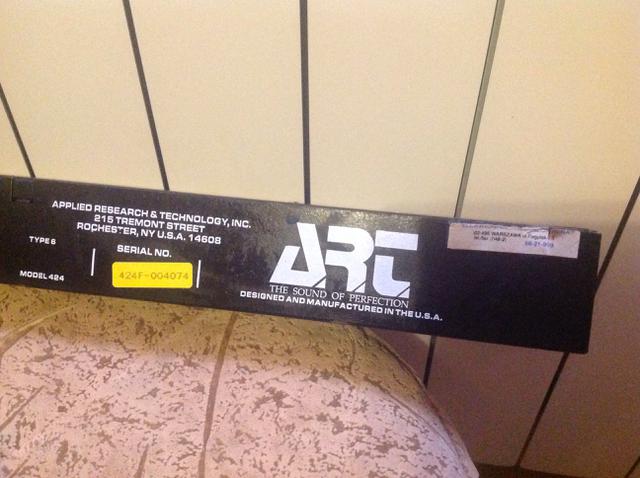 APPLIED RESEARCH & TECHNOLOGY, INC.
215 TREMONT STREET
ROCHESTER, NY U.S.A. 14608
TYPE 6
SERIAL NO.
MODEL 424
424F-004074
ART
THE SOUND OF PERFECTION
DESIGNED AND MANUFACTURED IN THE U.S.A.
WARSZAWA